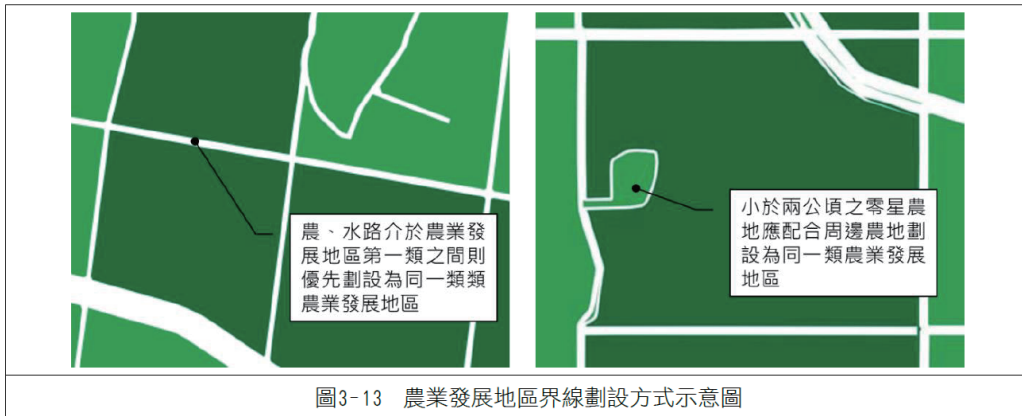 農、水路介於農業發
展地區第一類之間則
優先劃設為同一類類
農業發展地區
小於兩公頃之零星農
地應配合周邊農地劃
設為同一類農業發展
地區
圖3-13　農業發展地區界線劃設方式示意圖